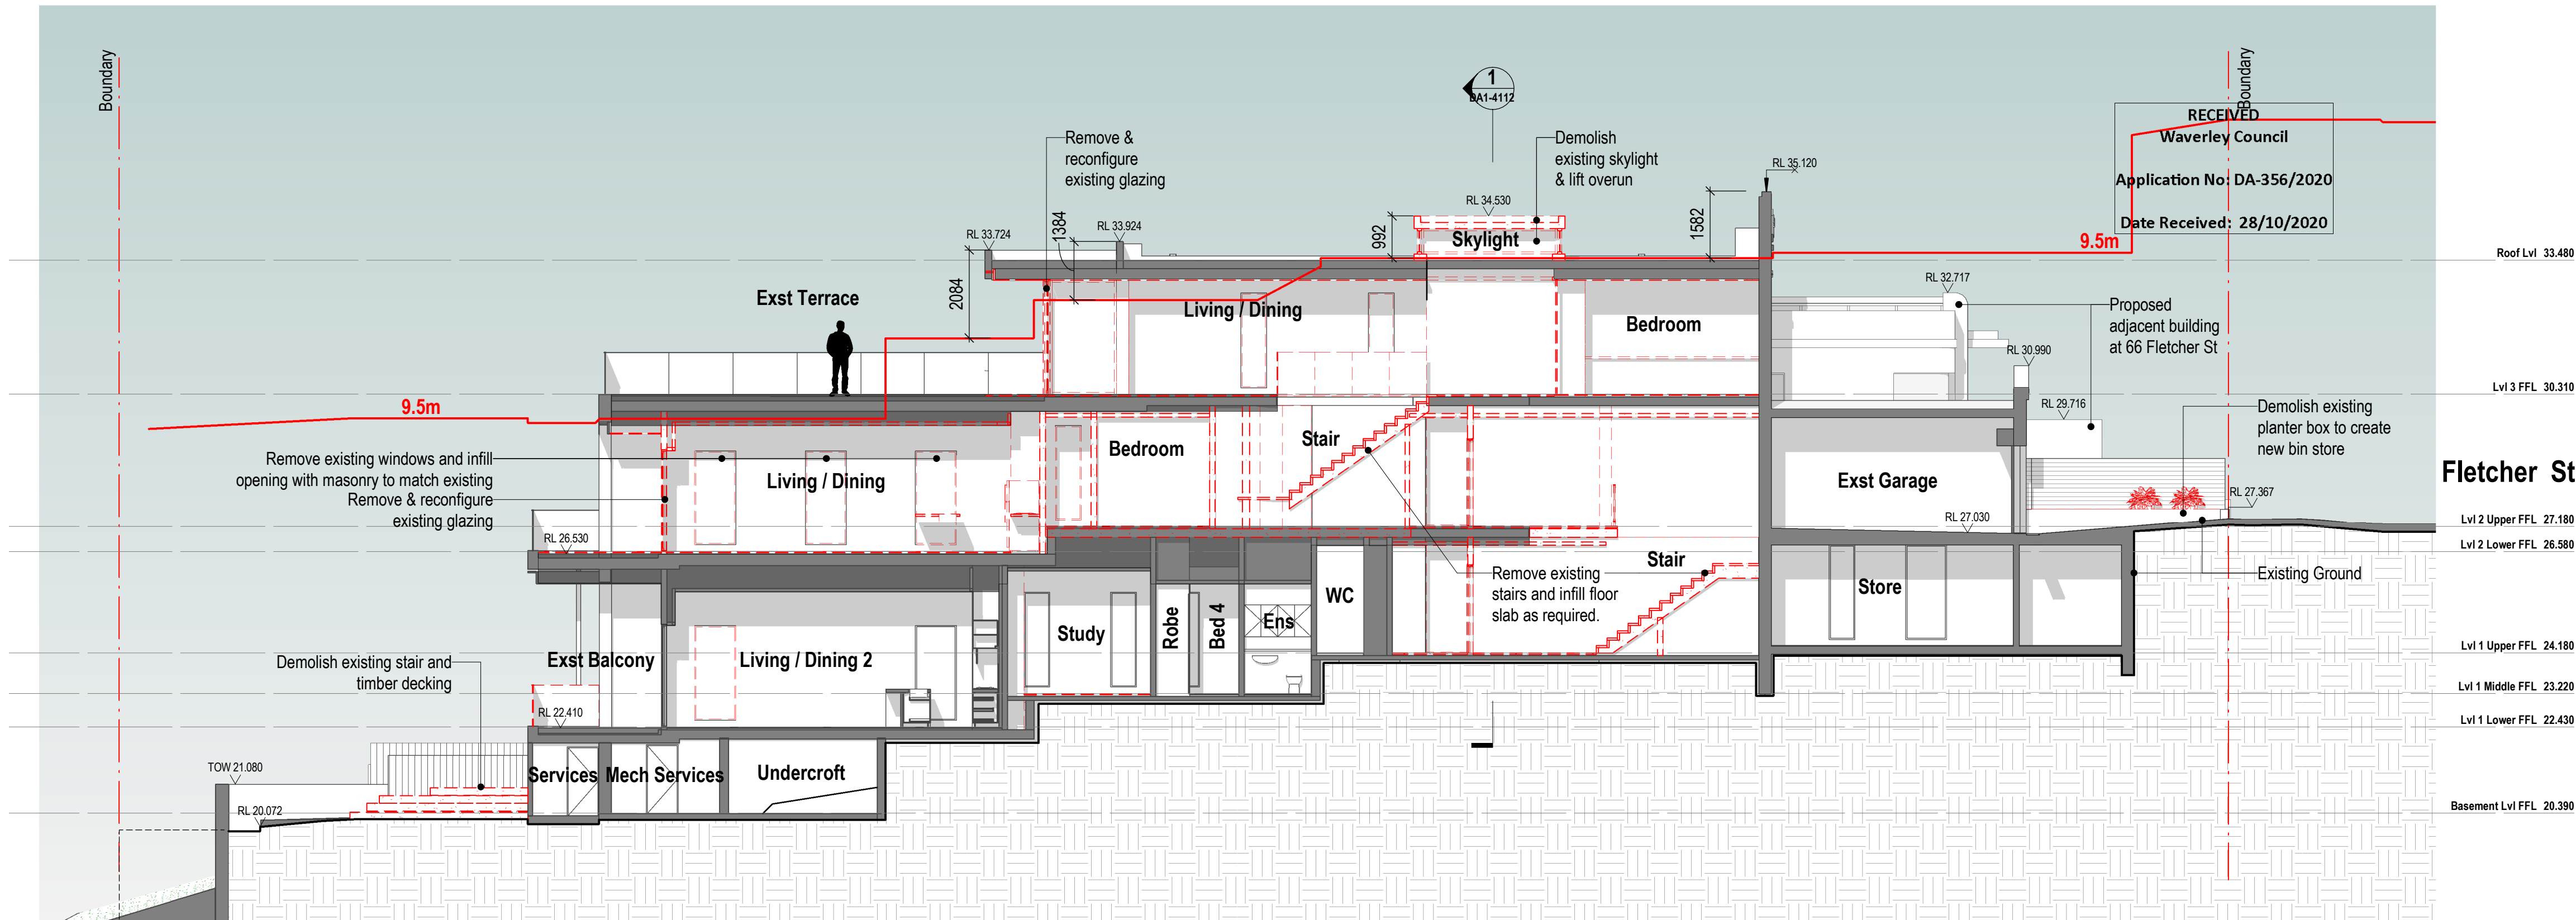 Boundary
Boundary
1
DA1-4112
RECEIVED
Waverley Council
Application No: DA-356/2020
Date Received: 28/10/2020
Remove &
reconfigure
existing glazing
Demolish
existing skylight
& lift overun
RL 35.120
RL 34.530
RL 33.724
1384
RL 33.924
992
Skylight
1582
9.5m
Roof Lvl 33.480
2084
Exst Terrace
Living / Dining
Bedroom
RL 32.717
Proposed
adjacent building
at 66 Fletcher St
RL 30.990
Lvl 3 FFL 30.310
9.5m
RL 29.716
Demolish existing
planter box to create
new bin store
Remove existing windows and infill
opening with masonry to match existing
Remove & reconfigure
existing glazing
Living / Dining
Bedroom
Stair
Exst Garage
Fletcher St
RL 27.367
RL 27.030
Lvl 2 Upper FFL 27.180
RL 26.530
Lvl 2 Lower FFL 26.580
Stair
Remove existing
stairs and infill floor
slab as required.
Existing Ground
Store
WC
Ens
Bed 4
Robe
Study
Living / Dining 2
Exst Balcony
Lvl 1 Upper FFL 24.180
Demolish existing stair and
timber decking
Lvl 1 Middle FFL 23.220
RL 22.410
Lvl 1 Lower FFL 22.430
TOW 21.080
Services
Mech Services
Undercroft
RL 20.072
Basement Lvl FFL 20.390